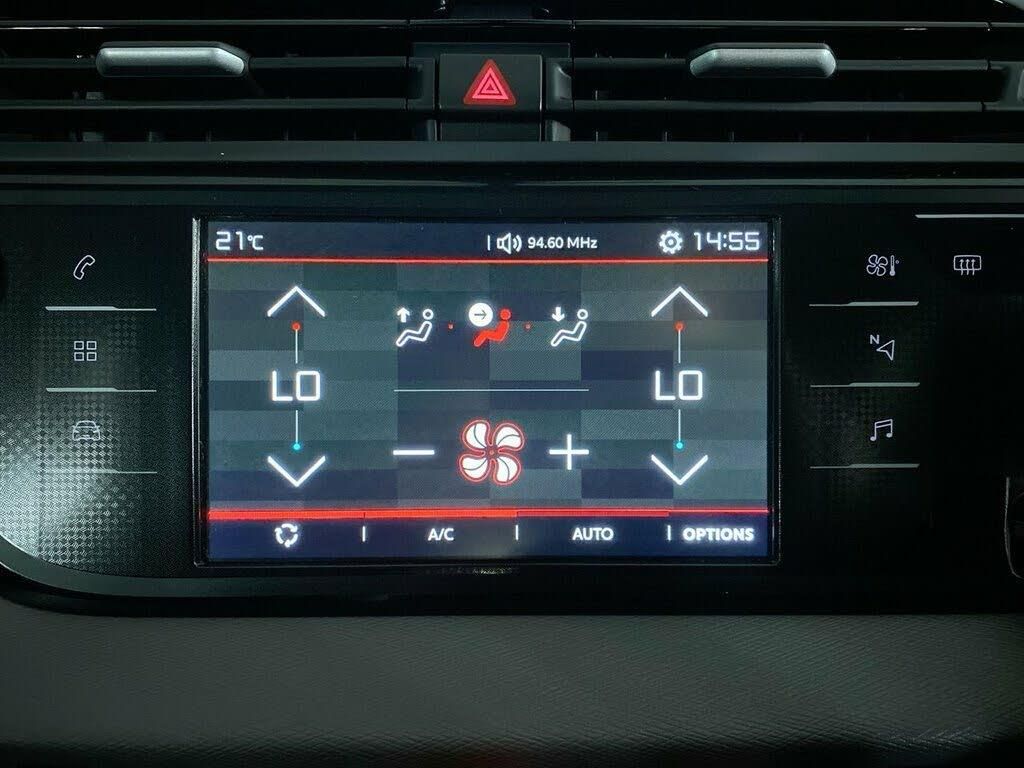 21°C
94.60 MHz
14:55
LO
LO
N
A/C
AUTO
OPTIONS